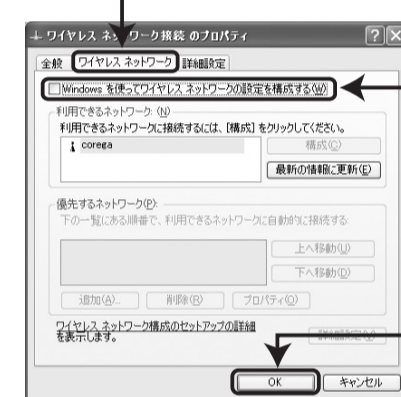 ワイヤレス ネットワーク接続 のプロパティ
全般 ワイヤレス ネットワーク 詳細設定
Windows を使ってワイヤレス ネットワークの設定を構成する(W)
利用できるネットワーク:(N)
利用できるネットワークに接続するには、[構成] をクリックしてください。
corega
構成(C)
最新の情報に更新(E)
優先するネットワーク(P):
下の一覧にある順番で、利用できるネットワークに自動的に接続する:
上へ移動(U)
下へ移動(D)
追加(A)... 削除(R) プロパティ(O)
ワイヤレス ネットワーク構成のセットアップの詳細
を表示します。
詳細設定(V)
OK キャンセル